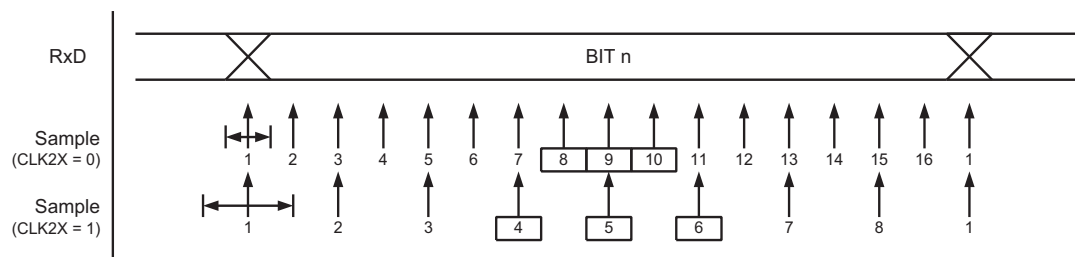 RxD BIT n
Sample
(CLK2X = 0) 1 2 3 4 5 6 7 8 9 10 11 12 13 14 15 16 1
Sample
(CLK2X = 1) 1 2 3 4 5 6 7 8 1